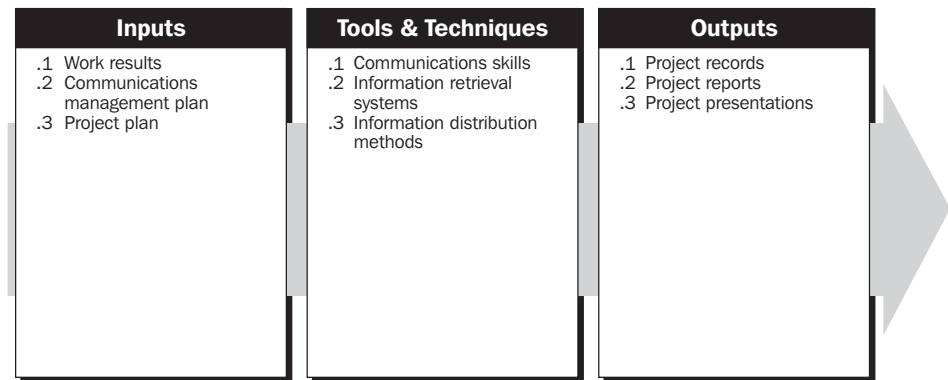 Inputs
.1 Work results
.2 Communications
management plan
.3 Project plan
Tools & Techniques
.1 Communications skills
.2 Information retrieval
systems
.3 Information distribution
methods
Outputs
.1 Project records
.2 Project reports
.3 Project presentations